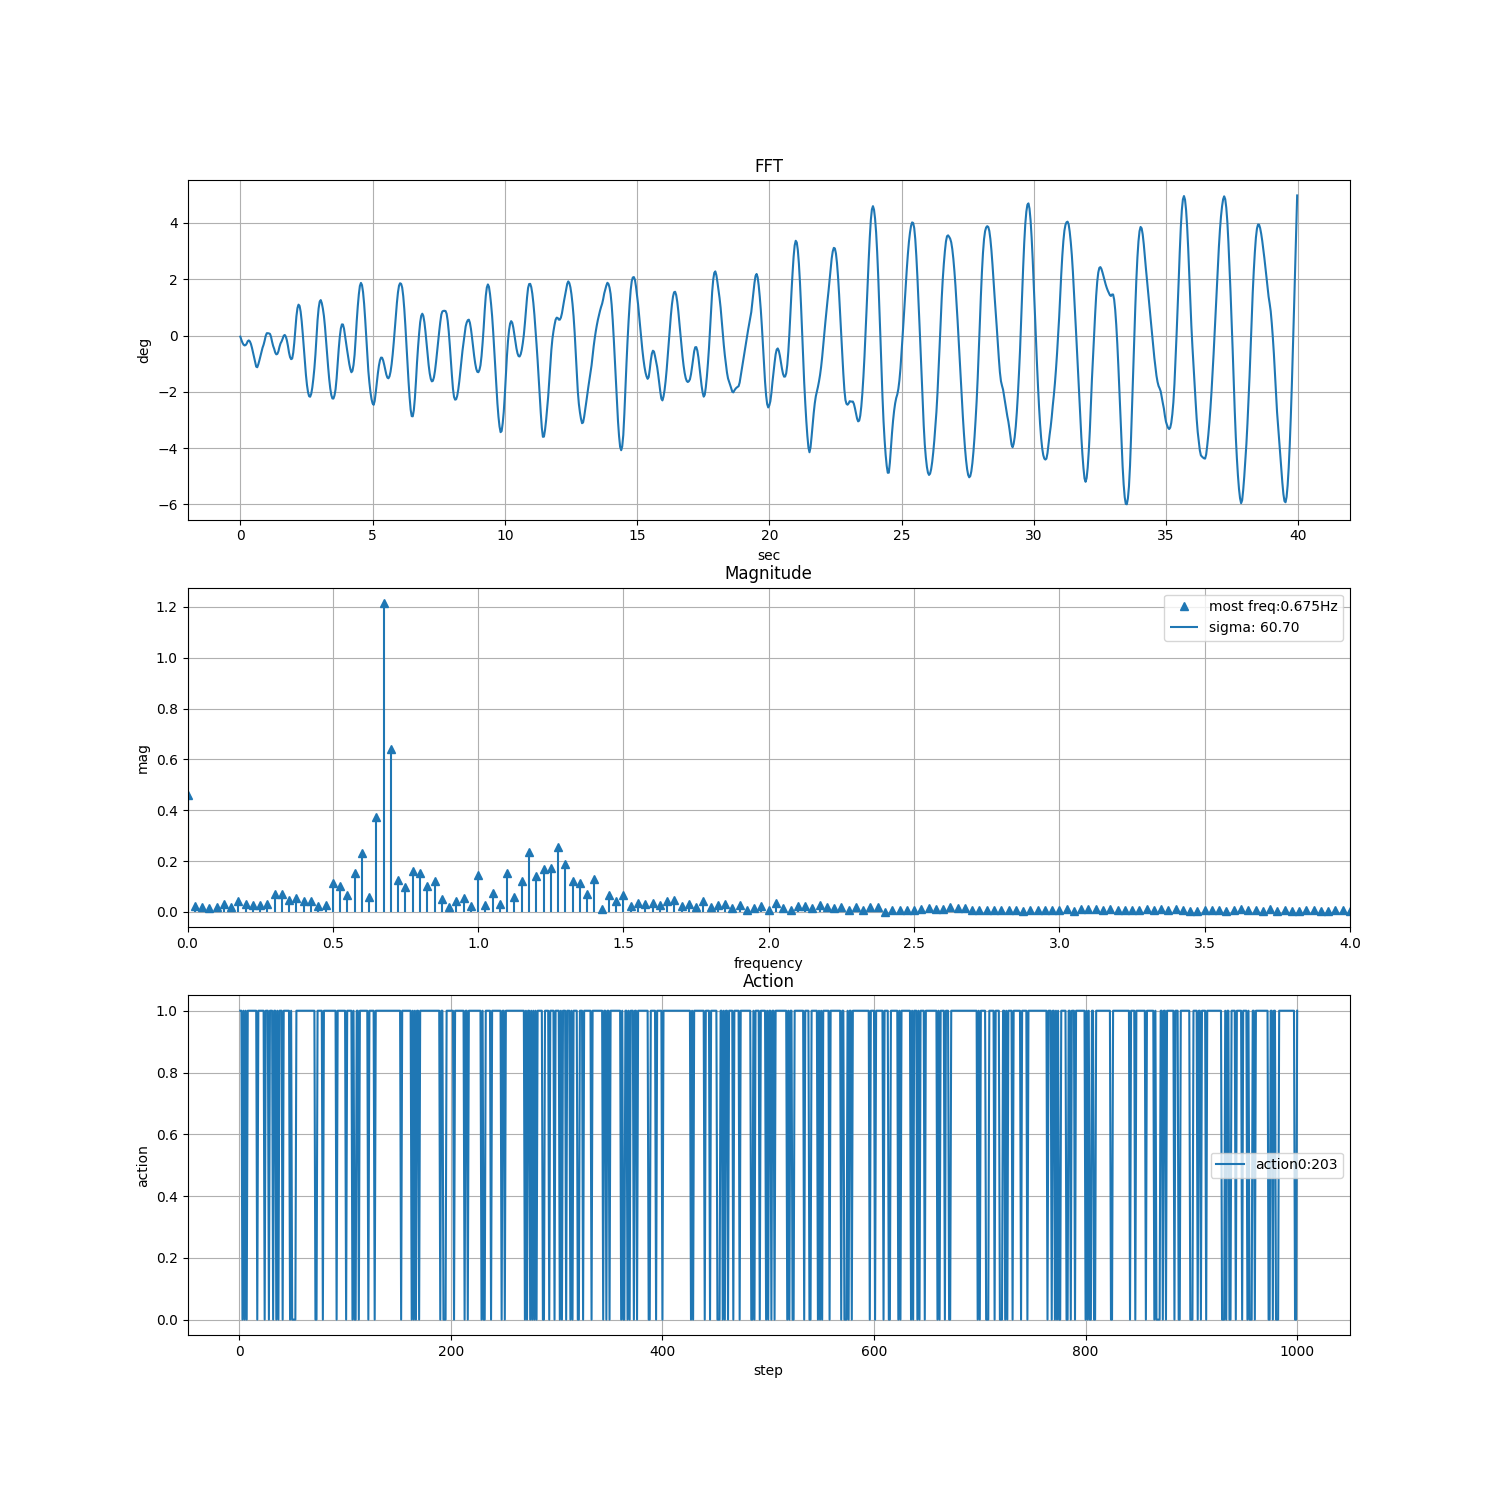 FFT
4
2
0
−2
−4
−6
deg
0 5 10 15 20 25 30 35 40
sec
Magnitude
1.2
1.0
0.8
0.6
0.4
0.2
0.0
mag
most freq:0.675Hz
sigma: 60.70
0.0 0.5 1.0 1.5 2.0 2.5 3.0 3.5 4.0
frequency
Action
1.0
0.8
0.6
0.4
0.2
0.0
action
action0:203
0 200 400 600 800 1000
step